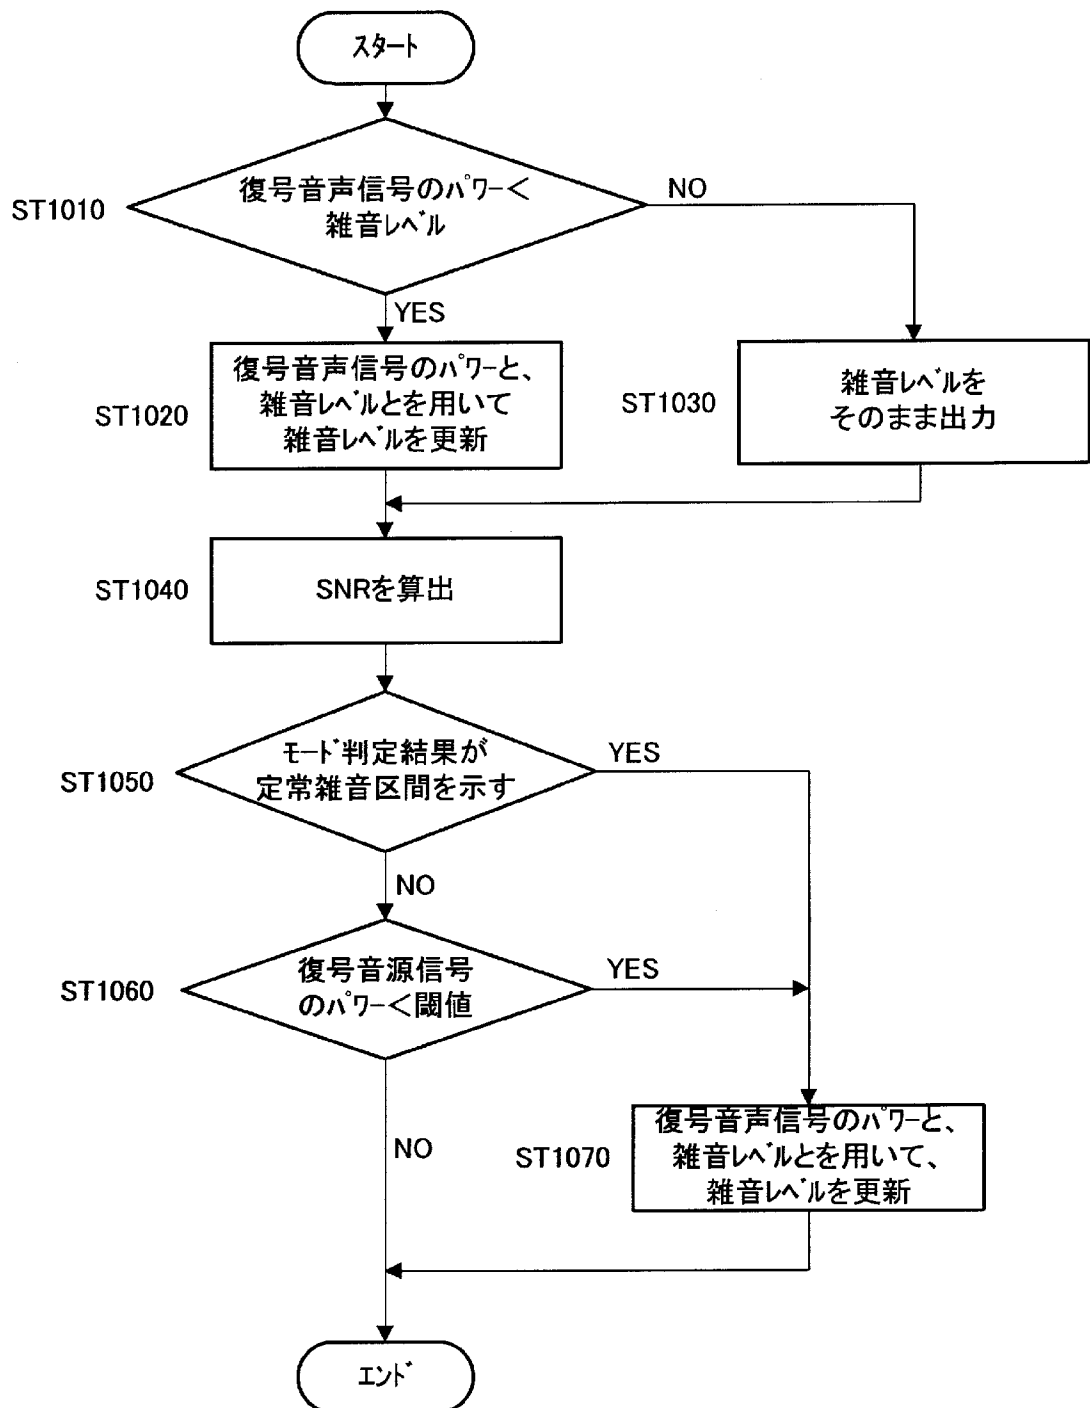 スタート
ST1010
復号音声信号のパワー<
雑音レベル
NO
YES
ST1020
復号音声信号のパワーと、
雑音レベルとを用いて
雑音レベルを更新
ST1030
雑音レベルを
そのまま出力
ST1040
SNRを算出
ST1050
モード判定結果が
定常雑音区間を示す
YES
NO
ST1060
復号音源信号
のパワー<閾値
YES
NO
ST1070
復号音声信号のパワーと、
雑音レベルとを用いて、
雑音レベルを更新
エンド